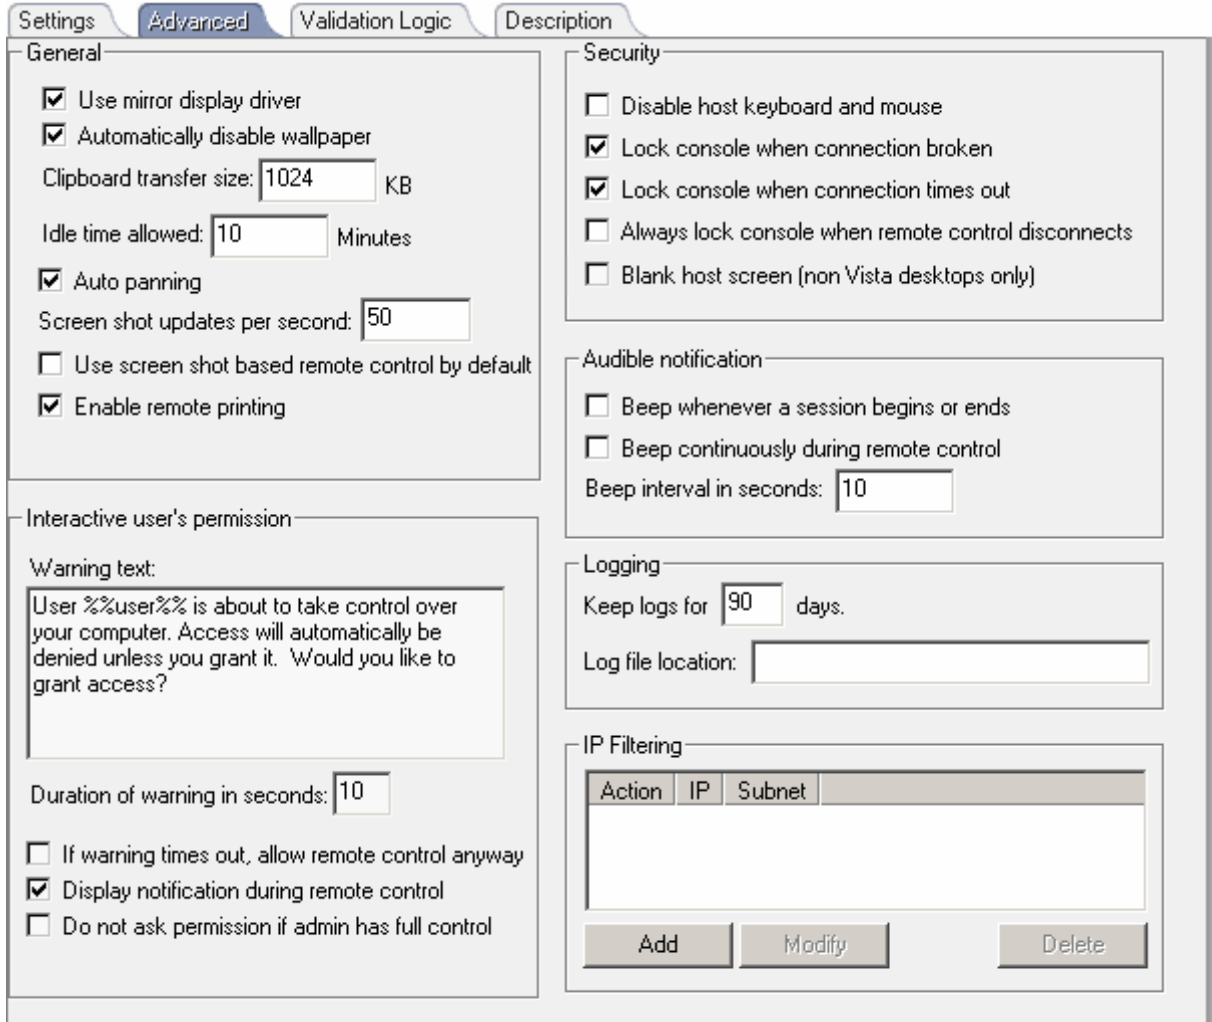 Settings
Advanced
Validation Logic
Description
General
Use mirror display driver
Automatically disable wallpaper
Clipboard transfer size: 1024 KB
Idle time allowed: 10 Minutes
Auto panning
Screen shot updates per second: 50
Use screen shot based remote control by default
Enable remote printing
Interactive user's permission
Warning text:
User %%user%% is about to take control over
your computer. Access will automatically be
denied unless you grant it.  Would you like to
grant access?
Duration of warning in seconds: 10
If warning times out, allow remote control anyway
Display notification during remote control
Do not ask permission if admin has full control
Security
Disable host keyboard and mouse
Lock console when connection broken
Lock console when connection times out
Always lock console when remote control disconnects
Blank host screen (non Vista desktops only)
Audible notification
Beep whenever a session begins or ends
Beep continuously during remote control
Beep interval in seconds: 10
Logging
Keep logs for 90 days.
Log file location:
IP Filtering
Action IP Subnet
Add Modify Delete